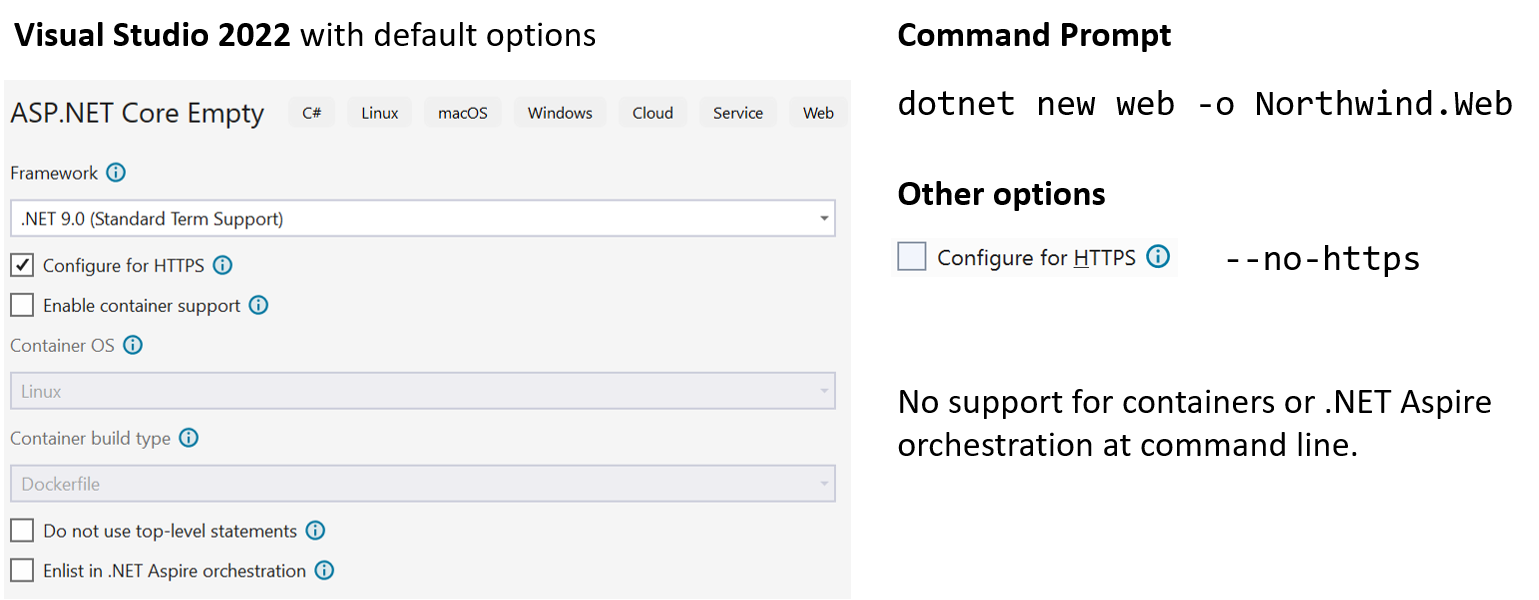 Visual Studio 2022 with default options
ASP.NET Core Empty C# Linux macOS Windows Cloud Service Web
Framework
.NET 9.0 (Standard Term Support)
Configure for HTTPS
Enable container support
Container OS
Linux
Container build type
Dockerfile
Do not use top-level statements
Enlist in .NET Aspire orchestration
Command Prompt
dotnet new web -o Northwind.Web
Other options
Configure for HTTPS --no-https
No support for containers or .NET Aspire
orchestration at command line.